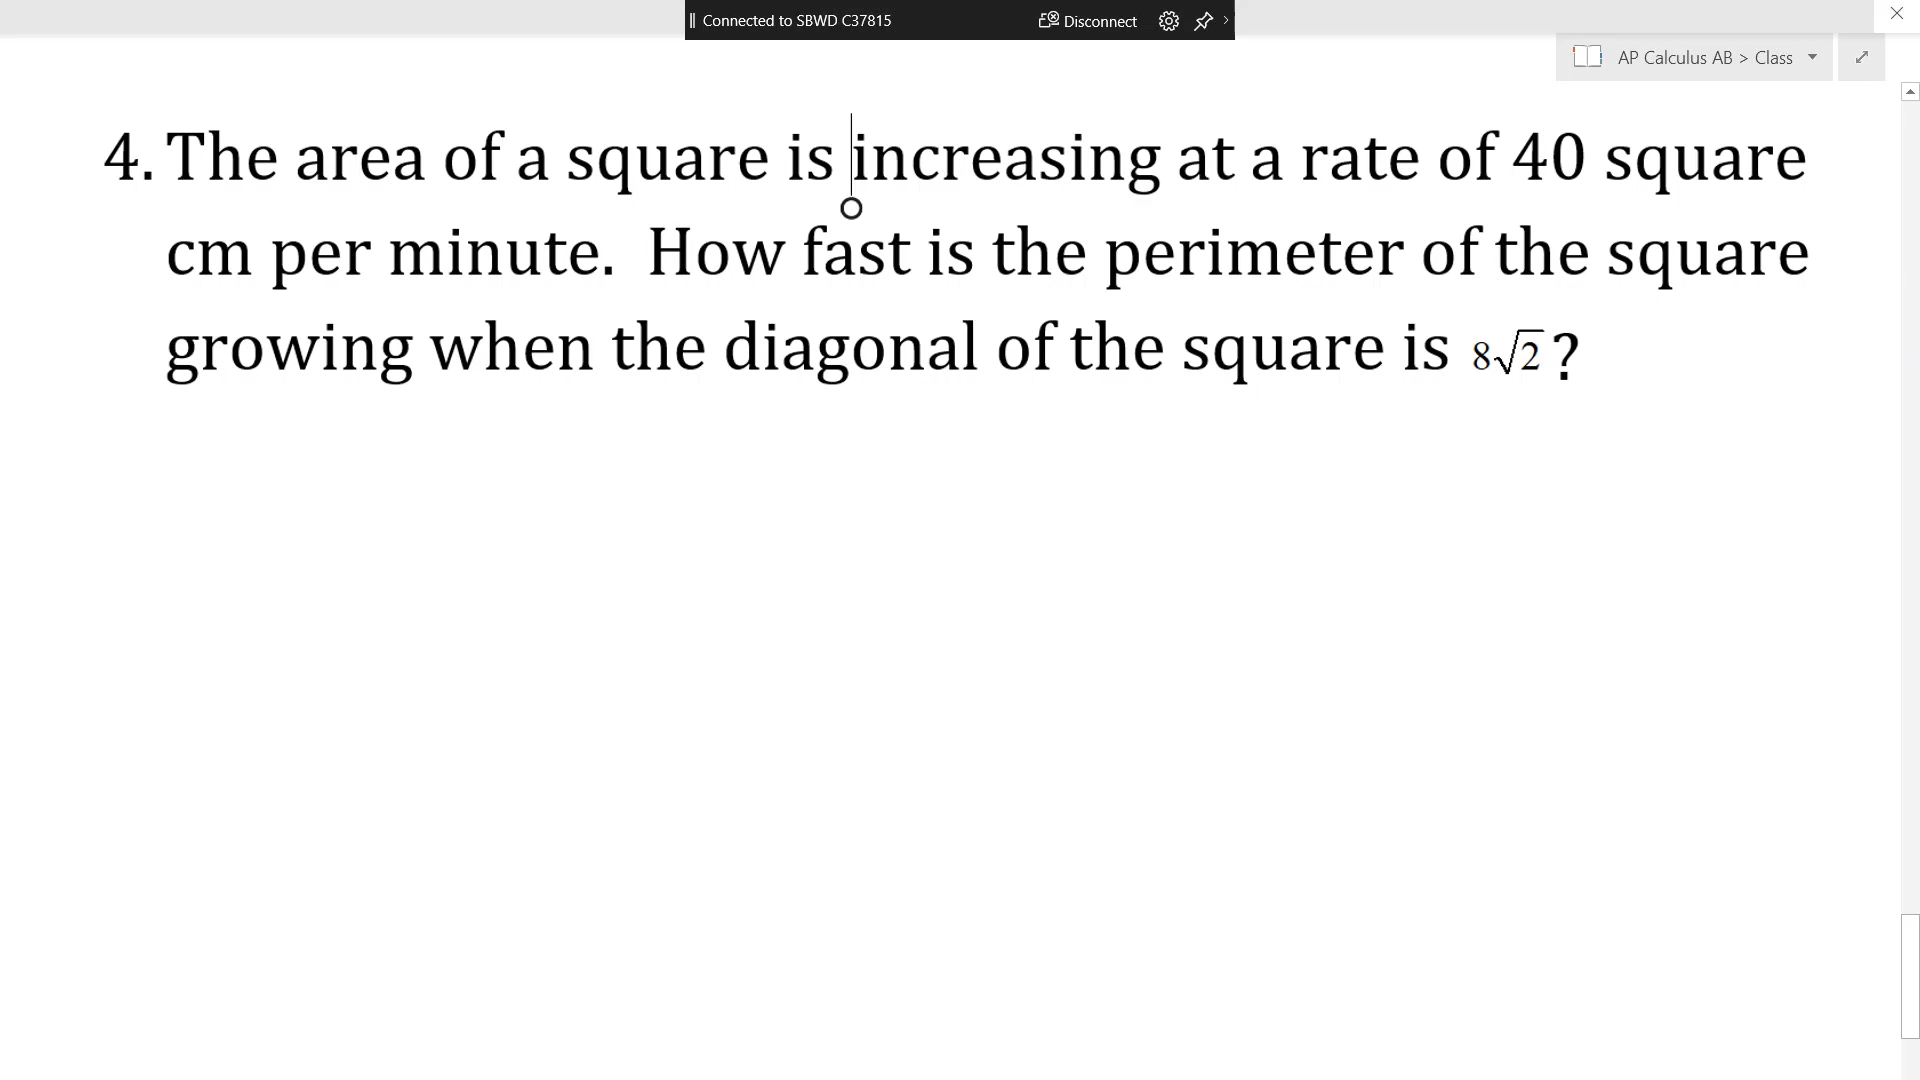 Connected to SBWD C37815 Disconnect
AP Calculus AB > Class
4. The area of a square is increasing at a rate of 40 square
cm per minute. How fast is the perimeter of the square
growing when the diagonal of the square is 8√2?